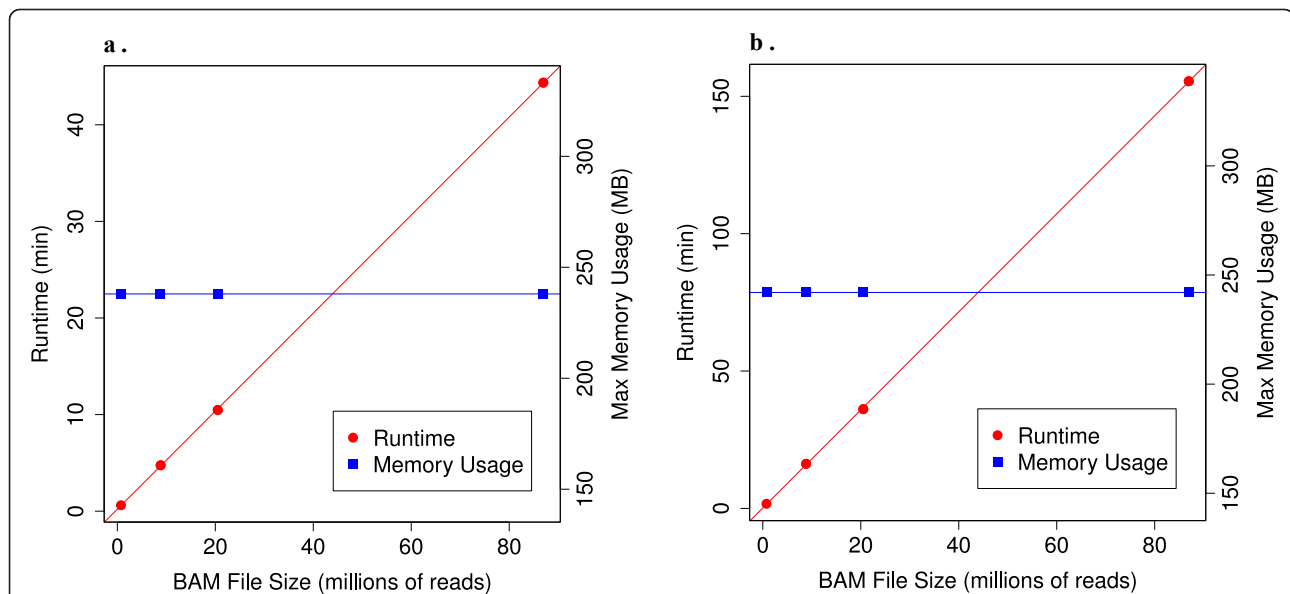 a .
40
30
20
10
0
Runtime (min)
300
250
200
150
Max Memory Usage (MB)
Runtime
Memory Usage
0 20 40 60 80
BAM File Size (millions of reads)
b .
150
100
50
0
Runtime (min)
300
250
200
150
Max Memory Usage (MB)
Runtime
Memory Usage
0 20 40 60 80
BAM File Size (millions of reads)